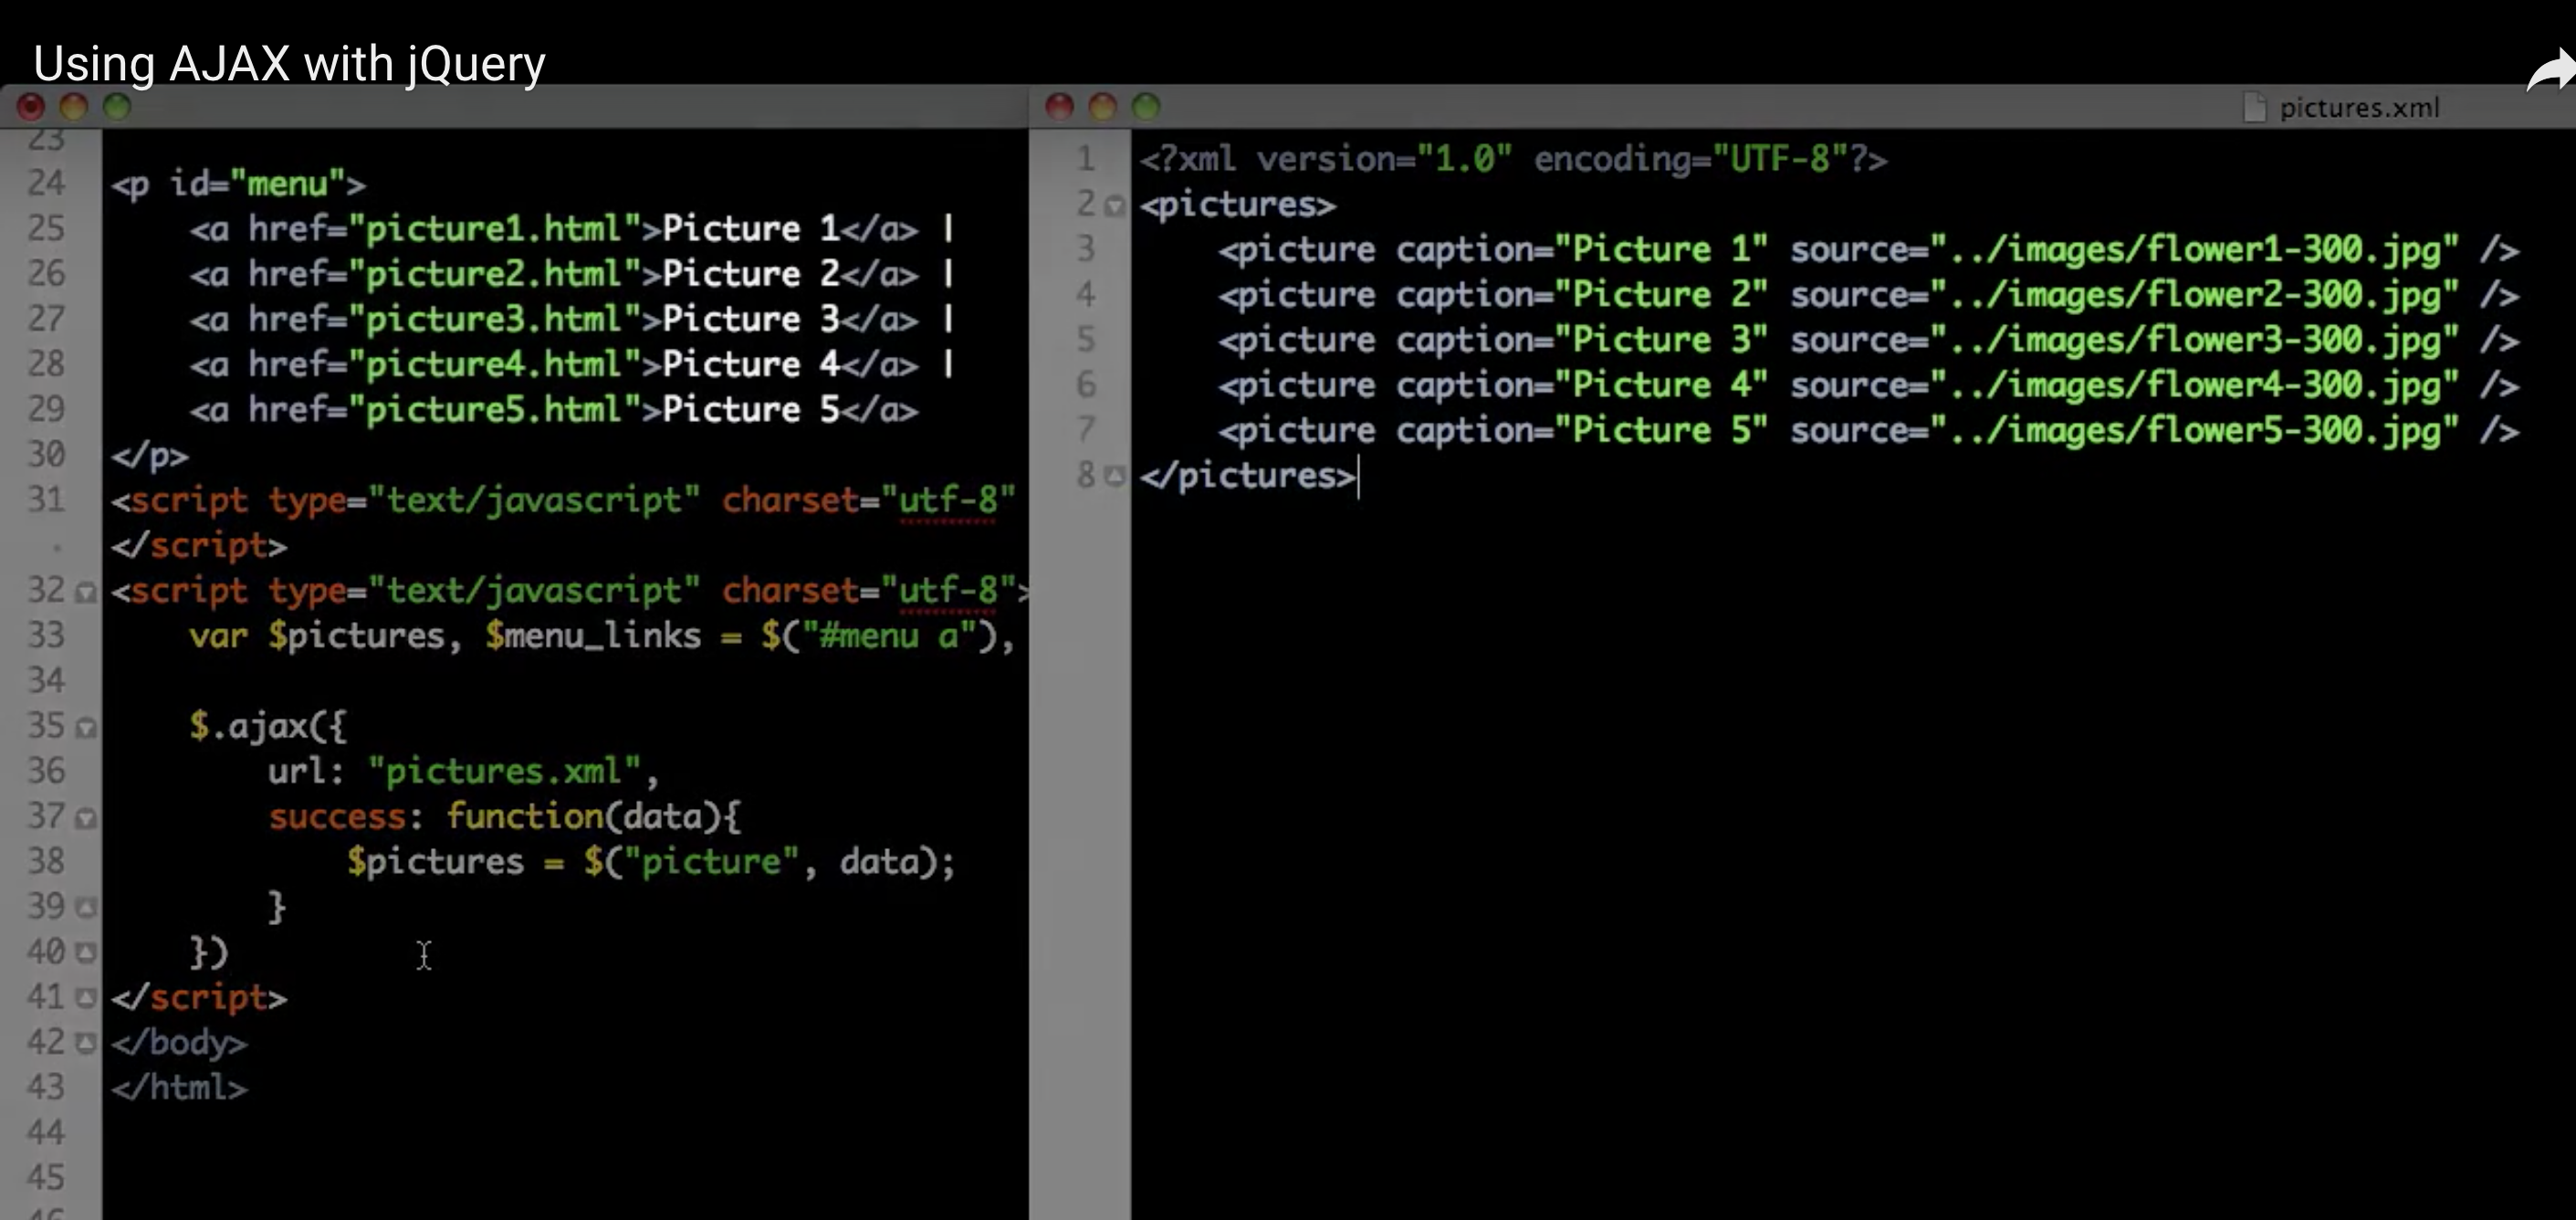 Using AJAX with jQuery
23
24 <p id="menu">
25 <a href="picture1.html">Picture 1</a> |
26 <a href="picture2.html">Picture 2</a> |
27 <a href="picture3.html">Picture 3</a> |
28 <a href="picture4.html">Picture 4</a> |
29 <a href="picture5.html">Picture 5</a>
30 </p>
31 <script type="text/javascript" charset="utf-8"
</script>
32 <script type="text/javascript" charset="utf-8">
33 var $pictures, $menu_links = $("#menu a"),
34
35 $.ajax({
36 url: "pictures.xml",
37 success: function(data){
38 $pictures = $("picture", data);
39 }
40 })
41 </script>
42 </body>
43 </html>
44
45
46
pictures.xml
1 <?xml version="1.0" encoding="UTF-8"?>
2 <pictures>
3 <picture caption="Picture 1" source="../images/flower1-300.jpg" />
4 <picture caption="Picture 2" source="../images/flower2-300.jpg" />
5 <picture caption="Picture 3" source="../images/flower3-300.jpg" />
6 <picture caption="Picture 4" source="../images/flower4-300.jpg" />
7 <picture caption="Picture 5" source="../images/flower5-300.jpg" />
8 </pictures>